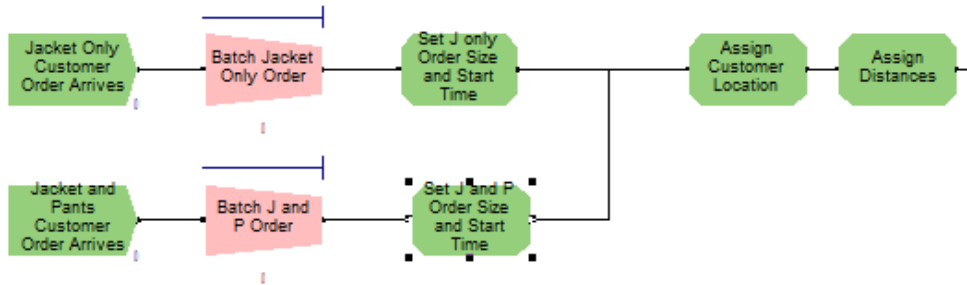 Jacket Only
Customer
Order Arrives
Batch Jacket
Only Order
Set J only
Order Size
and Start
Time
Assign
Customer
Location
Assign
Distances
Jacket and
Pants
Customer
Order Arrives
Batch J and
P Order
Set J and P
Order Size
and Start
Time